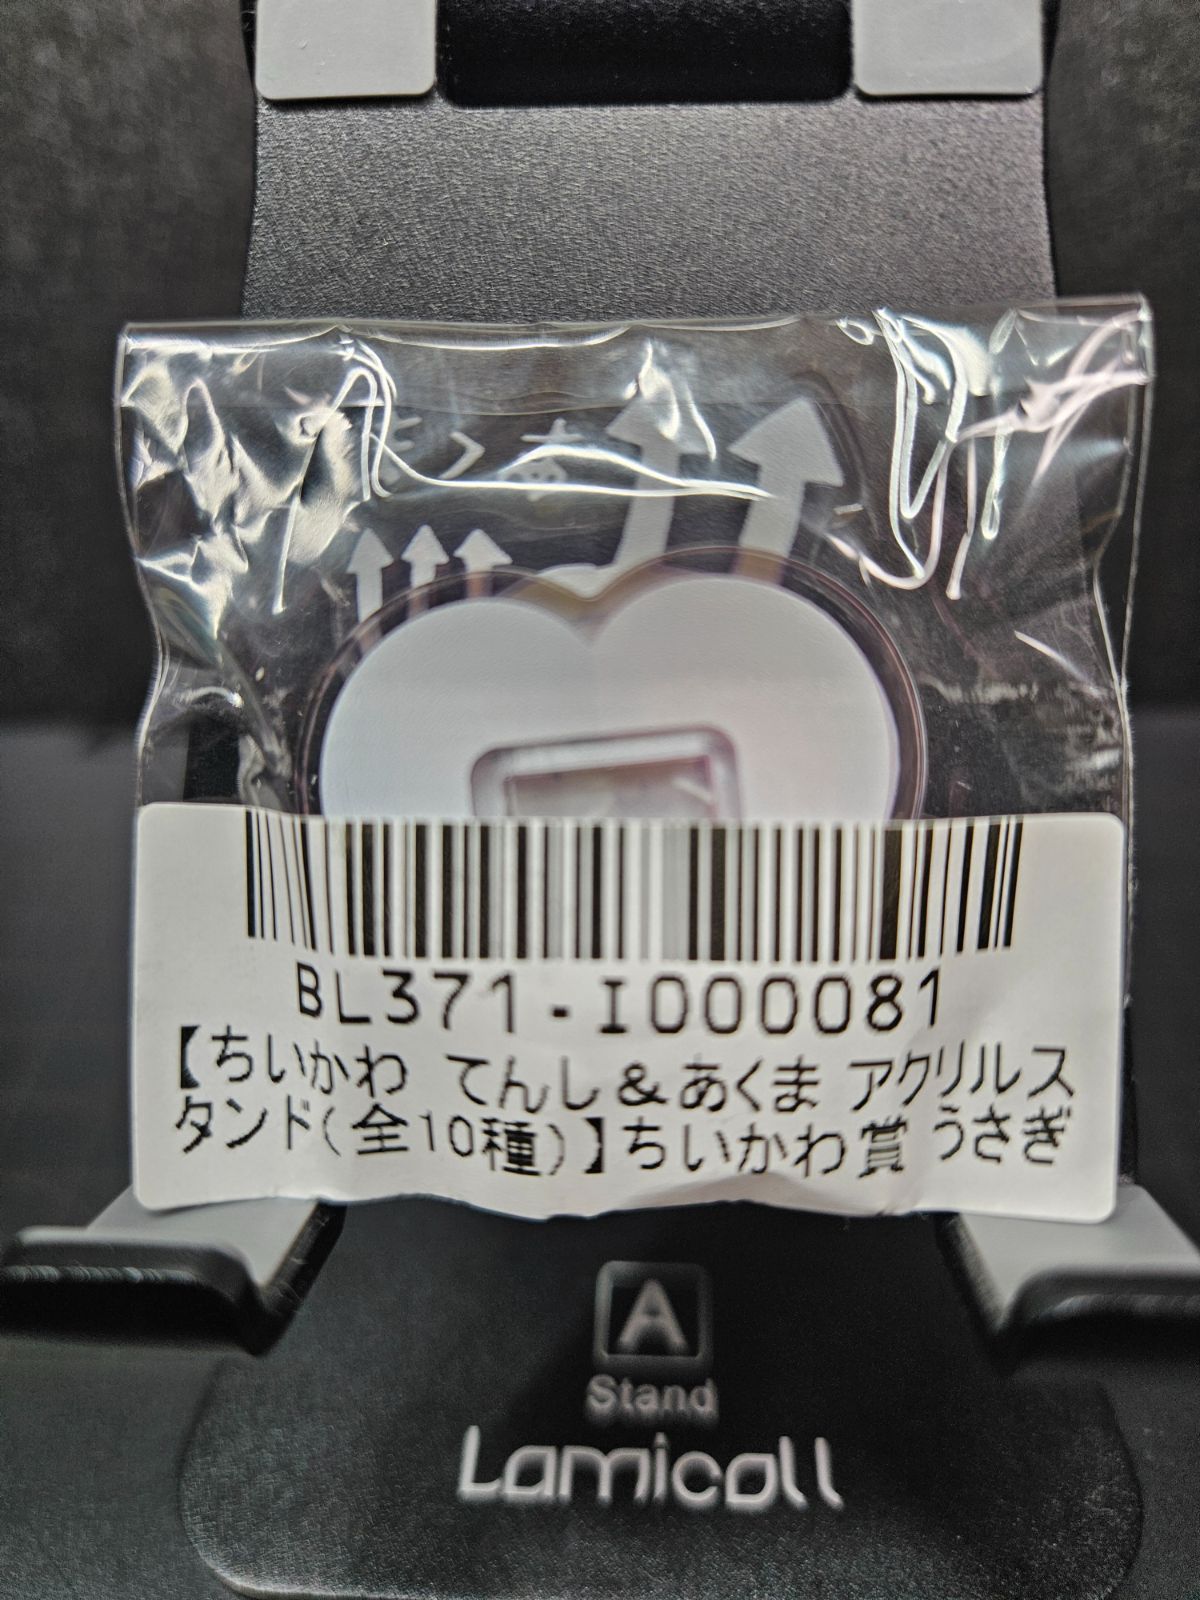 BL371-I000081
【ちいかわ てんし&あくま アクリルス
タンド(全10種)】ちいかわ賞 うさぎ
A
Stand
Lamicall